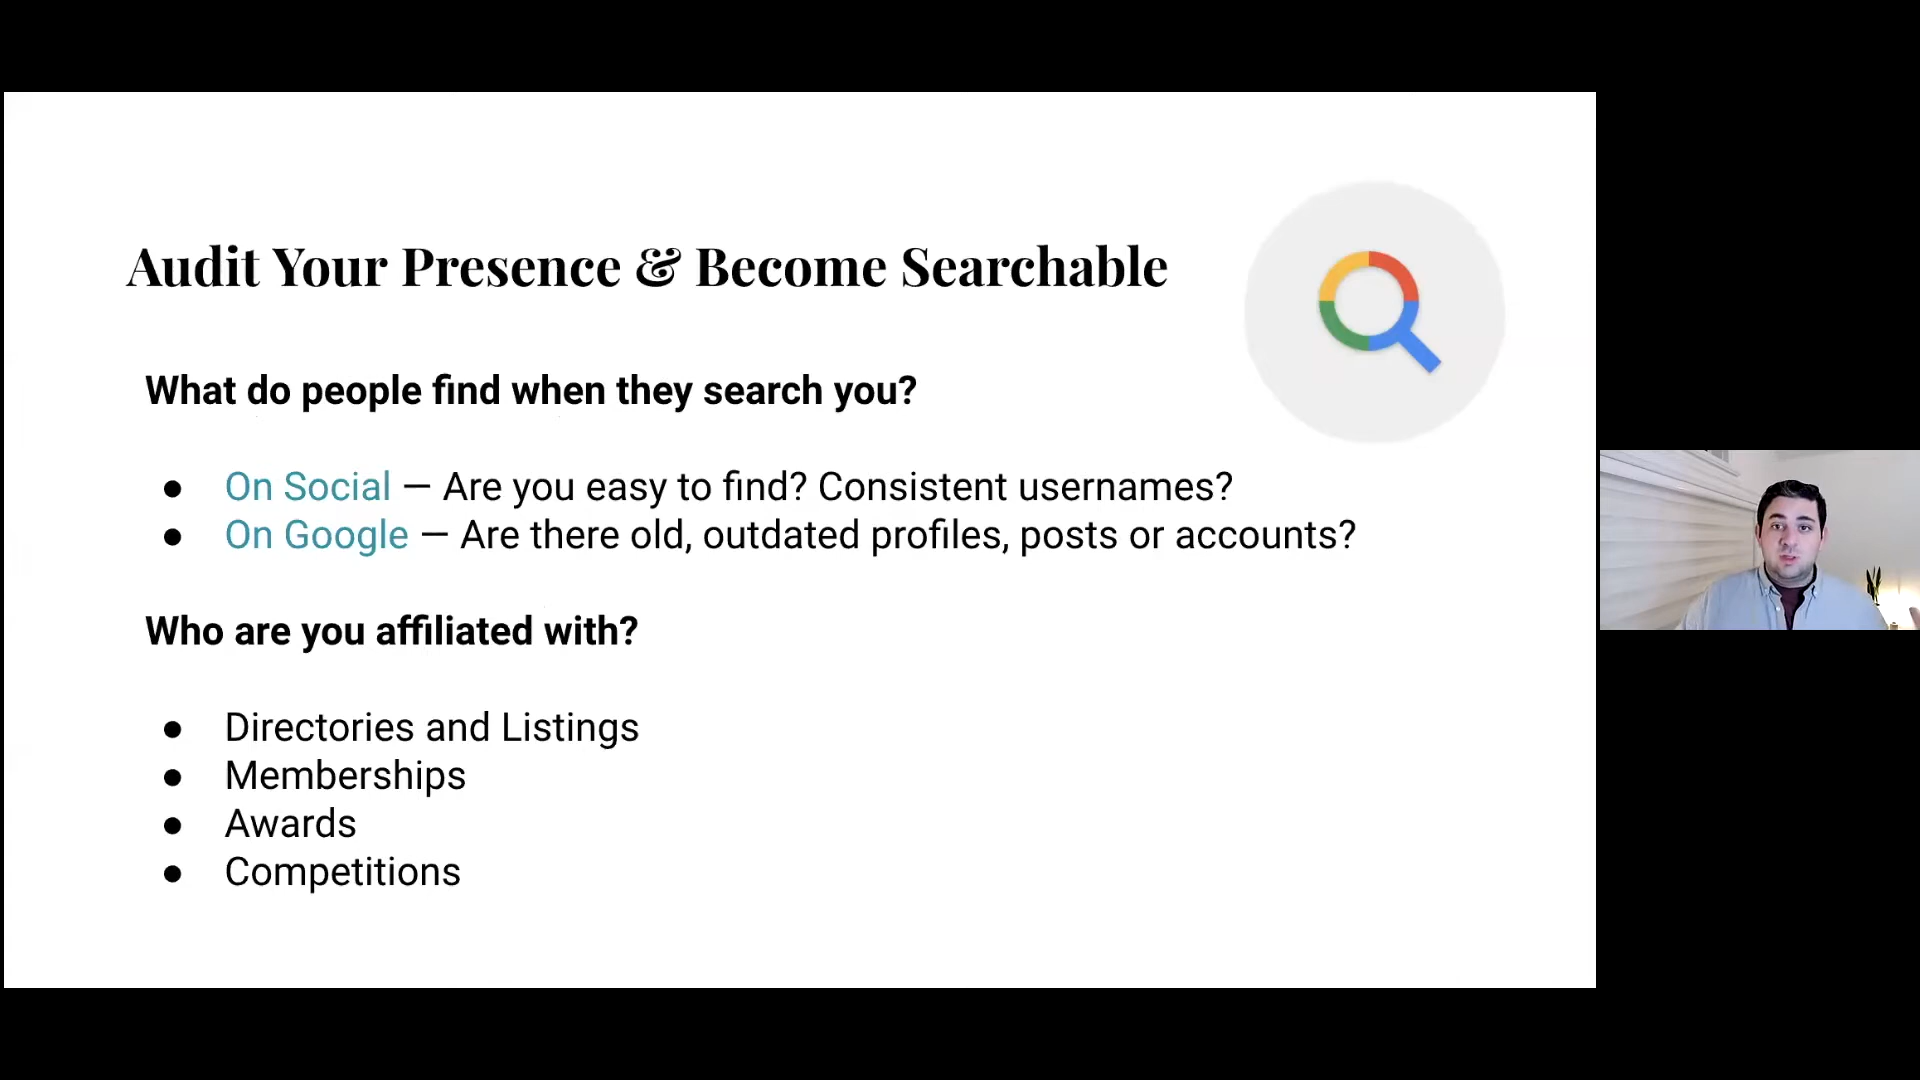 Audit Your Presence & Become Searchable
What do people find when they search you?
● On Social — Are you easy to find? Consistent usernames?
● On Google — Are there old, outdated profiles, posts or accounts?
Who are you affiliated with?
● Directories and Listings
● Memberships
● Awards
● Competitions